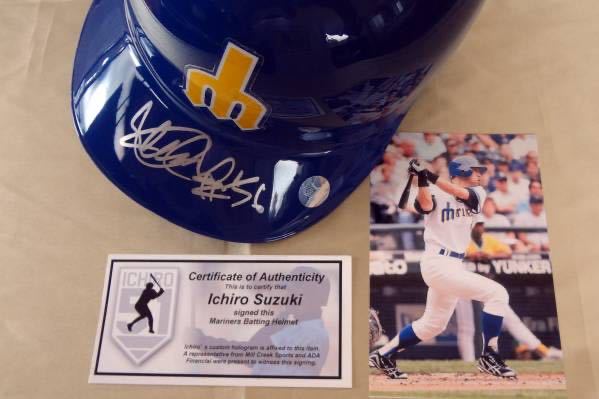 ICHIRO
51
Certificate of Authenticity
This is to certify that
Ichiro Suzuki
signed this
Mariners Batting Helmet
Ichiro`s custom hologram is affixed to this item.
A representative from Mill Creek Sports and ADA
Financial were present to witness this signing.
by YUNKER